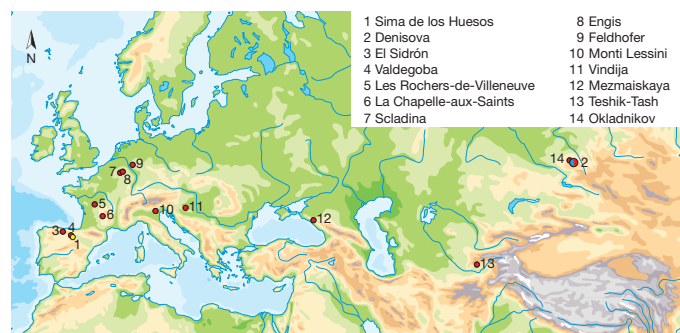 1 Sima de los Huesos
2 Denisova
3 El Sidrón
4 Valdegoba
5 Les Rochers-de-Villeneuve
6 La Chapelle-aux-Saints
7 Scladina
8 Engis
9 Feldhofer
10 Monti Lessini
11 Vindija
12 Mezmaiskaya
13 Teshik-Tash
14 Okladnikov
N
9
7
8
14
2
5
6
10
11
12
3
4
1
13